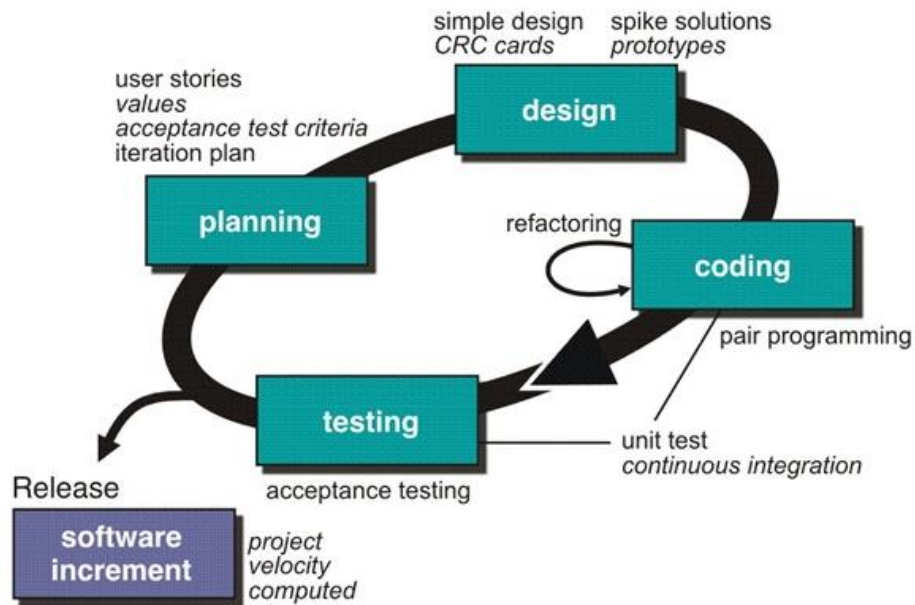 simple design
CRC cards
spike solutions
prototypes
user stories
values
acceptance test criteria
iteration plan
design
planning
refactoring
coding
pair programming
testing
unit test
continuous integration
acceptance testing
Release
software
increment
project
velocity
computed